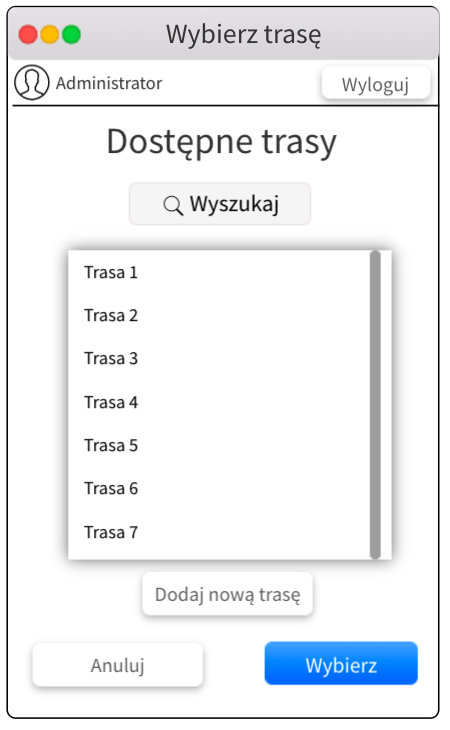 Wybierz trasę
Administrator
Wyloguj
Dostępne trasy
Wyszukaj
Trasa 1
Trasa 2
Trasa 3
Trasa 4
Trasa 5
Trasa 6
Trasa 7
Dodaj nową trasę
Anuluj
Wybierz